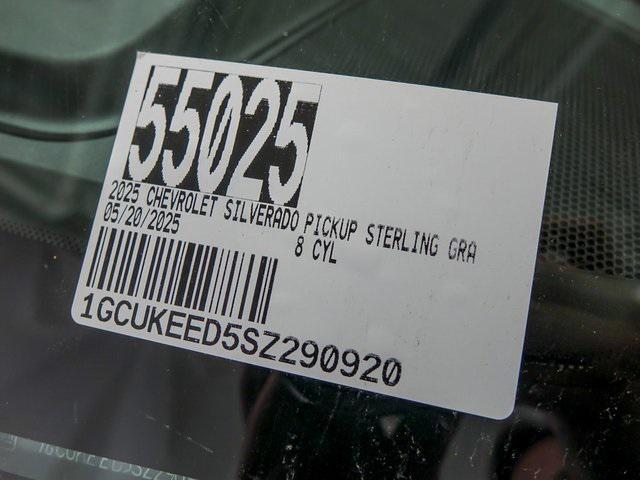 55025
2025 CHEVROLET SILVERADO PICKUP STERLING GRA
05/20/2025
8 CYL
1GCUKEED5SZ290920